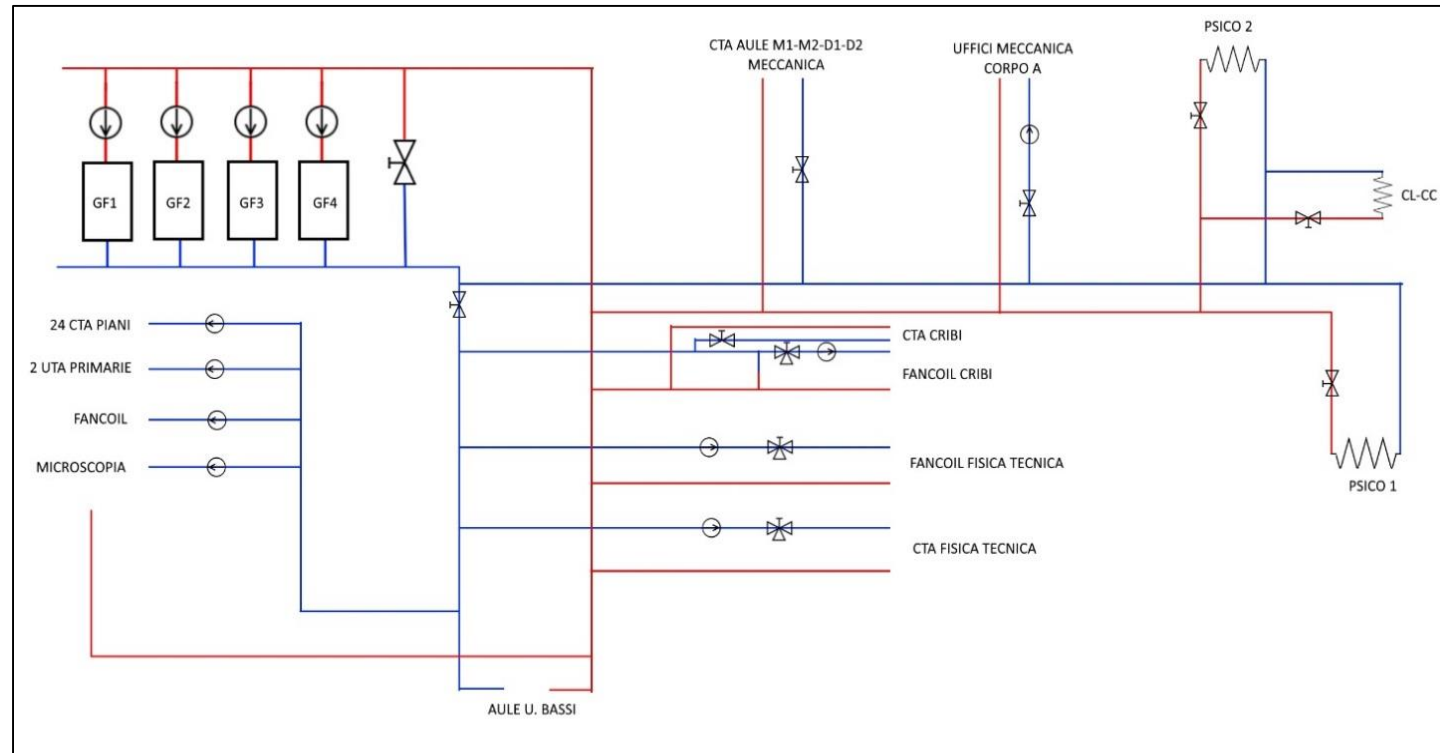 CTA AULE M1-M2-D1-D2
MECCANICA
UFFICI MECCANICA
CORPO A
PSICO 2
GF1
GF2
GF3
GF4
CL-CC
24 CTA PIANI
2 UTA PRIMARIE
FANCOIL
MICROSCOPIA
CTA CRIBI
FANCOIL CRIBI
FANCOIL FISICA TECNICA
PSICO 1
CTA FISICA TECNICA
AULE U. BASSI